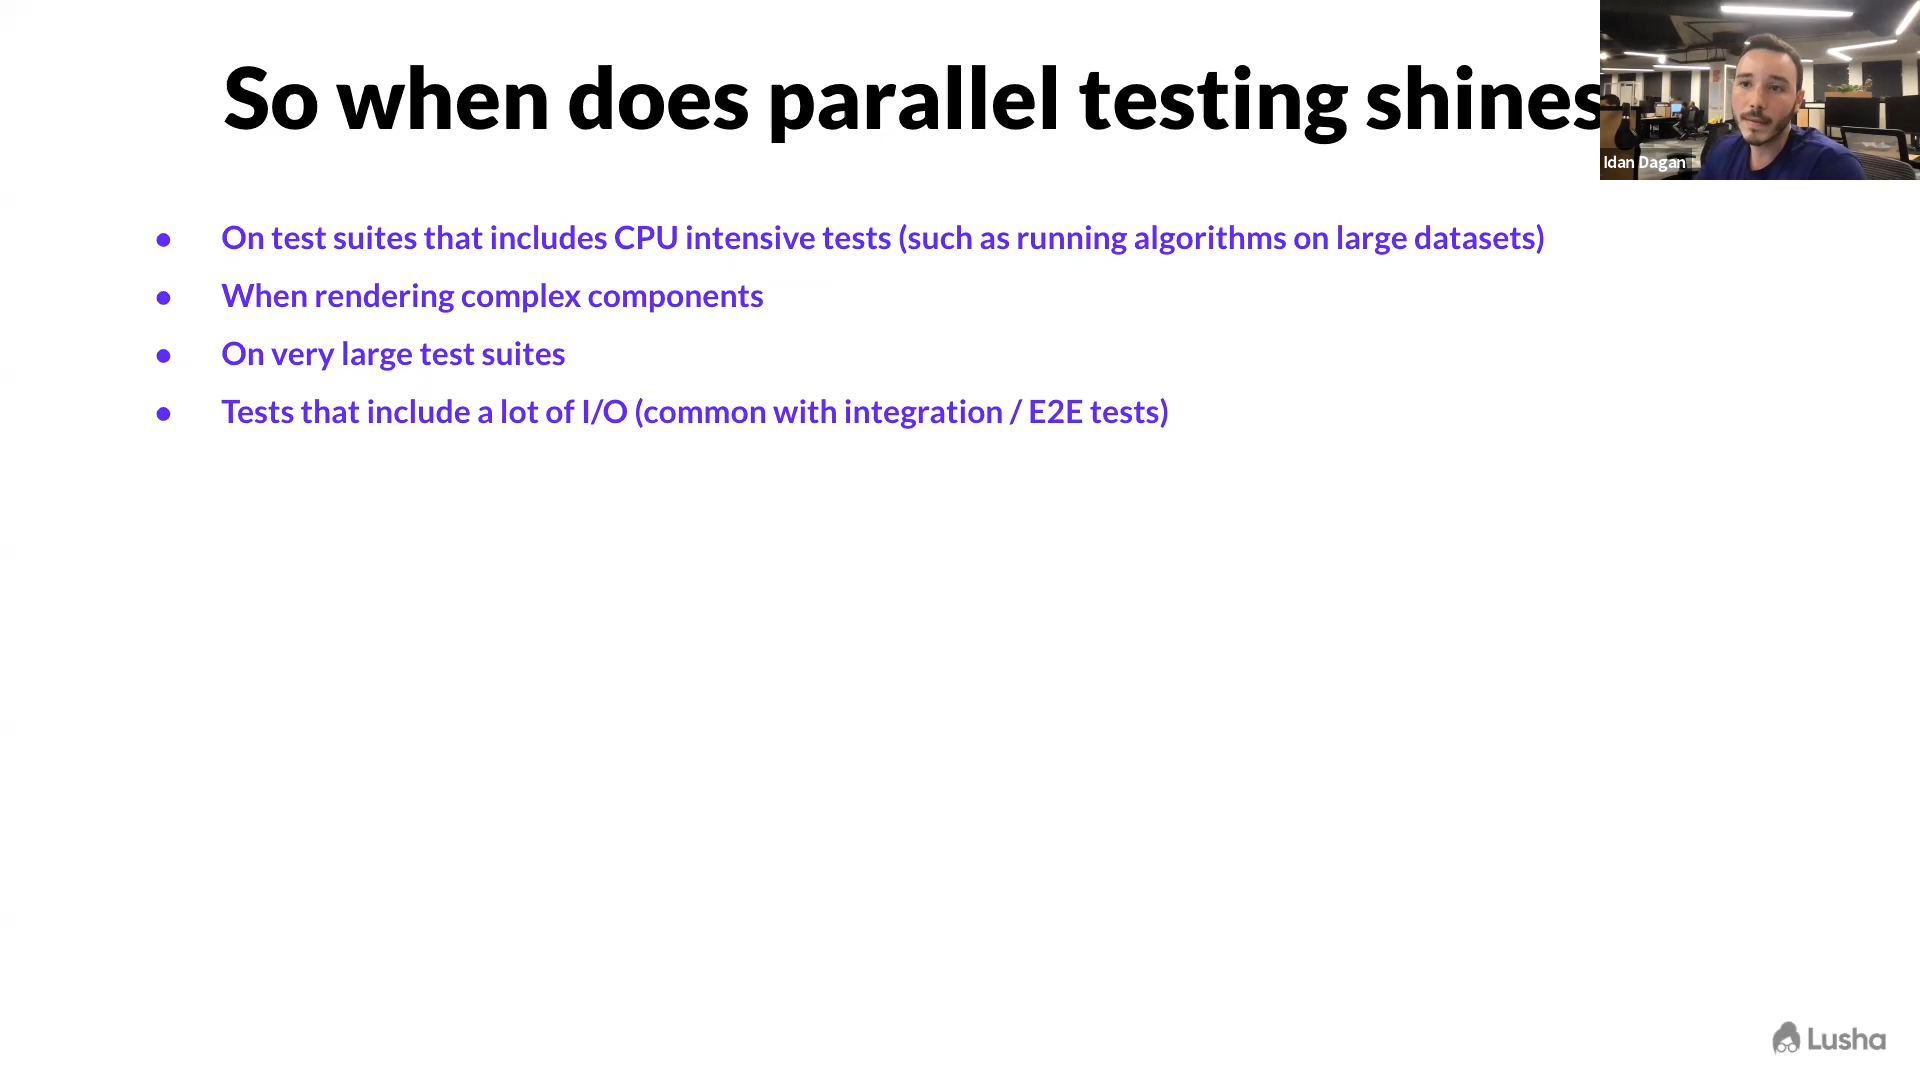 So when does parallel testing shines
Idan Dagan
● On test suites that includes CPU intensive tests (such as running algorithms on large datasets)
● When rendering complex components
● On very large test suites
● Tests that include a lot of I/O (common with integration / E2E tests)
Lusha